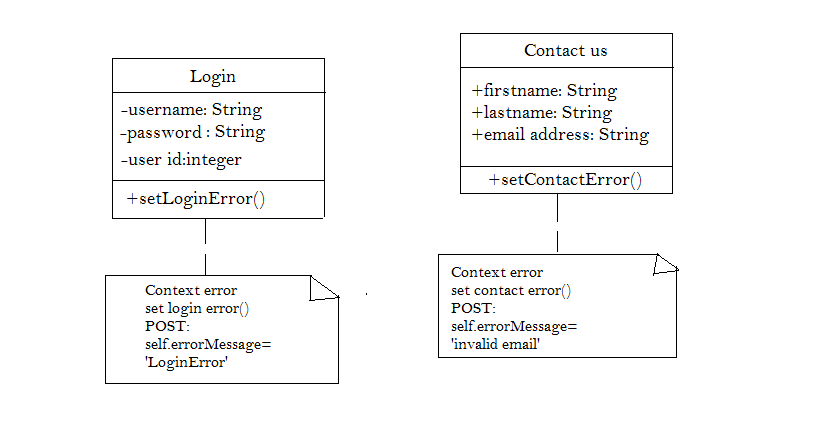 Login
-username: String
-password : String
-user id:integer
+setLoginError()
Context error
set login error()
POST:
self.errorMessage=
'LoginError'
Contact us
+firstname: String
+lastname: String
+email address: String
+setContactError()
Context error
set contact error()
POST:
self.errorMessage=
'invalid email'